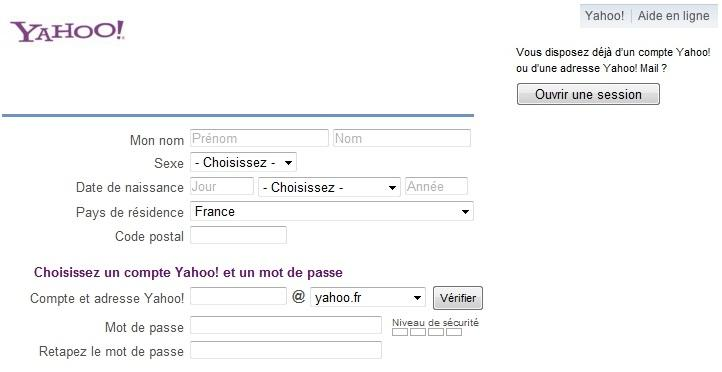 YAHOO!
Yahoo! | Aide en ligne
Vous disposez déjà d'un compte Yahoo!
ou d'une adresse Yahoo! Mail ?
Ouvrir une session
Mon nom Prénom Nom
Sexe - Choisissez -
Date de naissance Jour - Choisissez - Année
Pays de résidence France
Code postal
Choisissez un compte Yahoo! et un mot de passe
Compte et adresse Yahoo! @ yahoo.fr Vérifier
Mot de passe Niveau de sécurité
Retapez le mot de passe